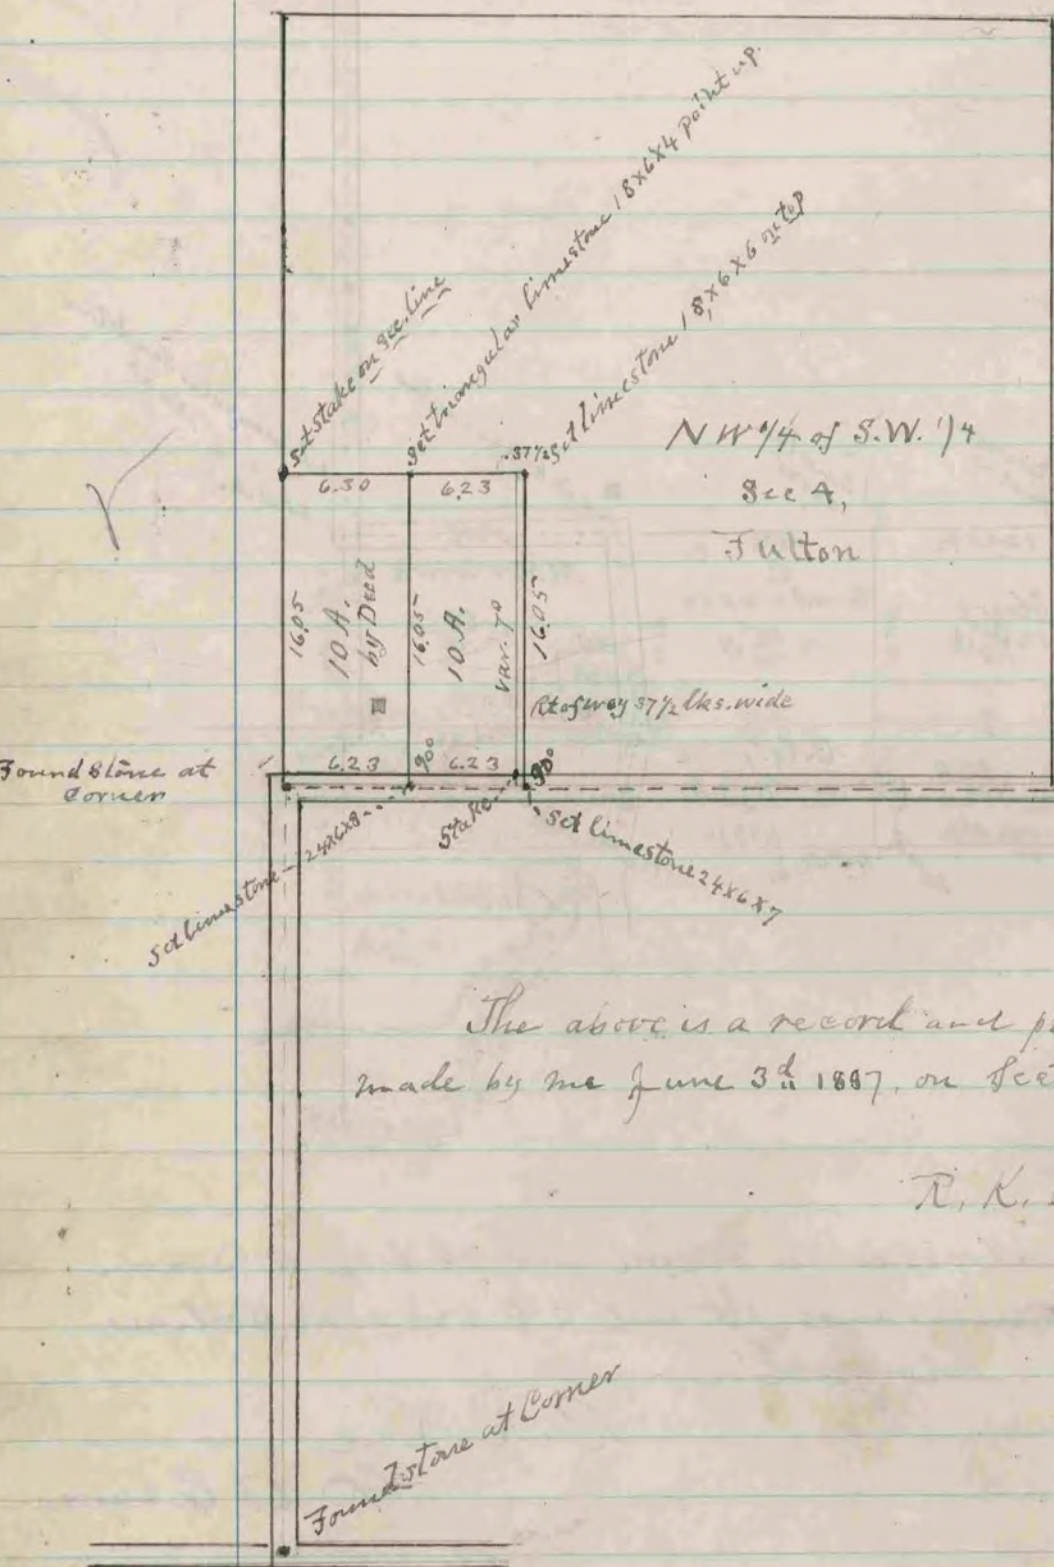 Set stake on Sec. line
Set triangular limestone 18x6x4 point up.
Set limestone 18x6x6 on top
NW 1/4 of S.W. 1/4
Sec 4,
Fulton
.37½
6.30
6.23
16.05
10 A.
by Deed
16.05
10 A.
var. 7°
16.05
Rt of way 37½ lks. wide
Found Stone at
Corner
6.23
90°
6.23
90°
Set limestone 24x6x8
Stake
Set limestone 24x6x7
The above is a record and
made by me June 3d 1887, on Sec
R. K.
Found stone at Corner